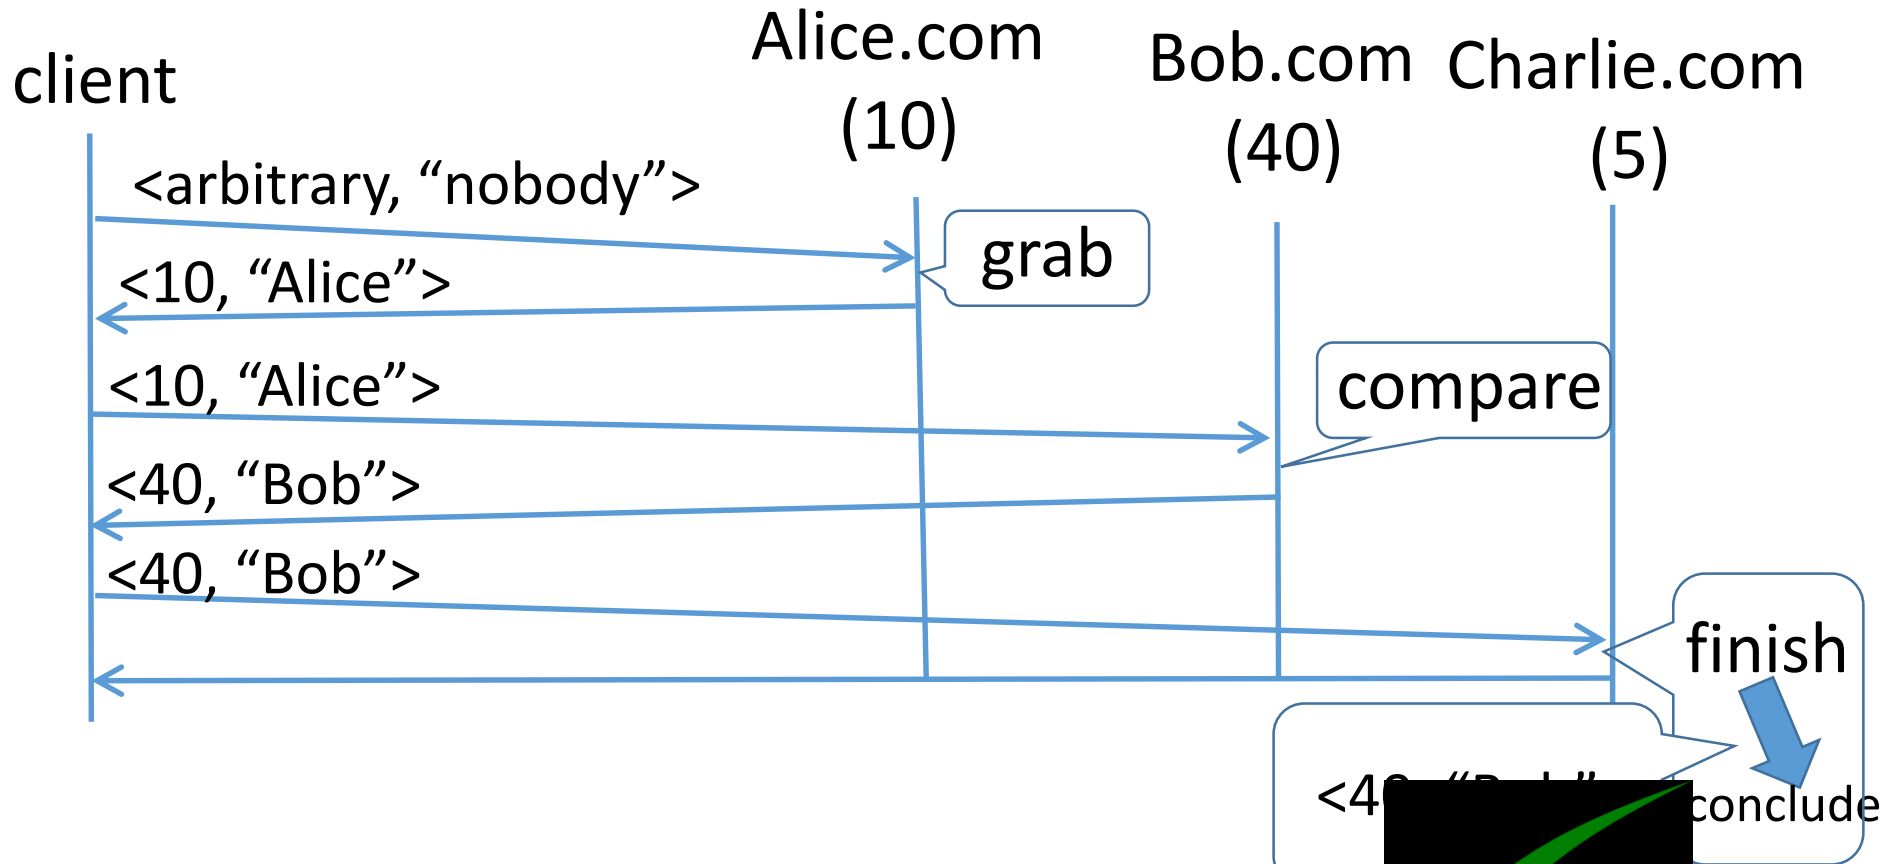 client
Alice.com
(10)
Bob.com
(40)
Charlie.com
(5)
<arbitrary, “nobody”>
grab
<10, “Alice”>
<10, “Alice”>
compare
<40, “Bob”>
<40, “Bob”>
finish
conclude